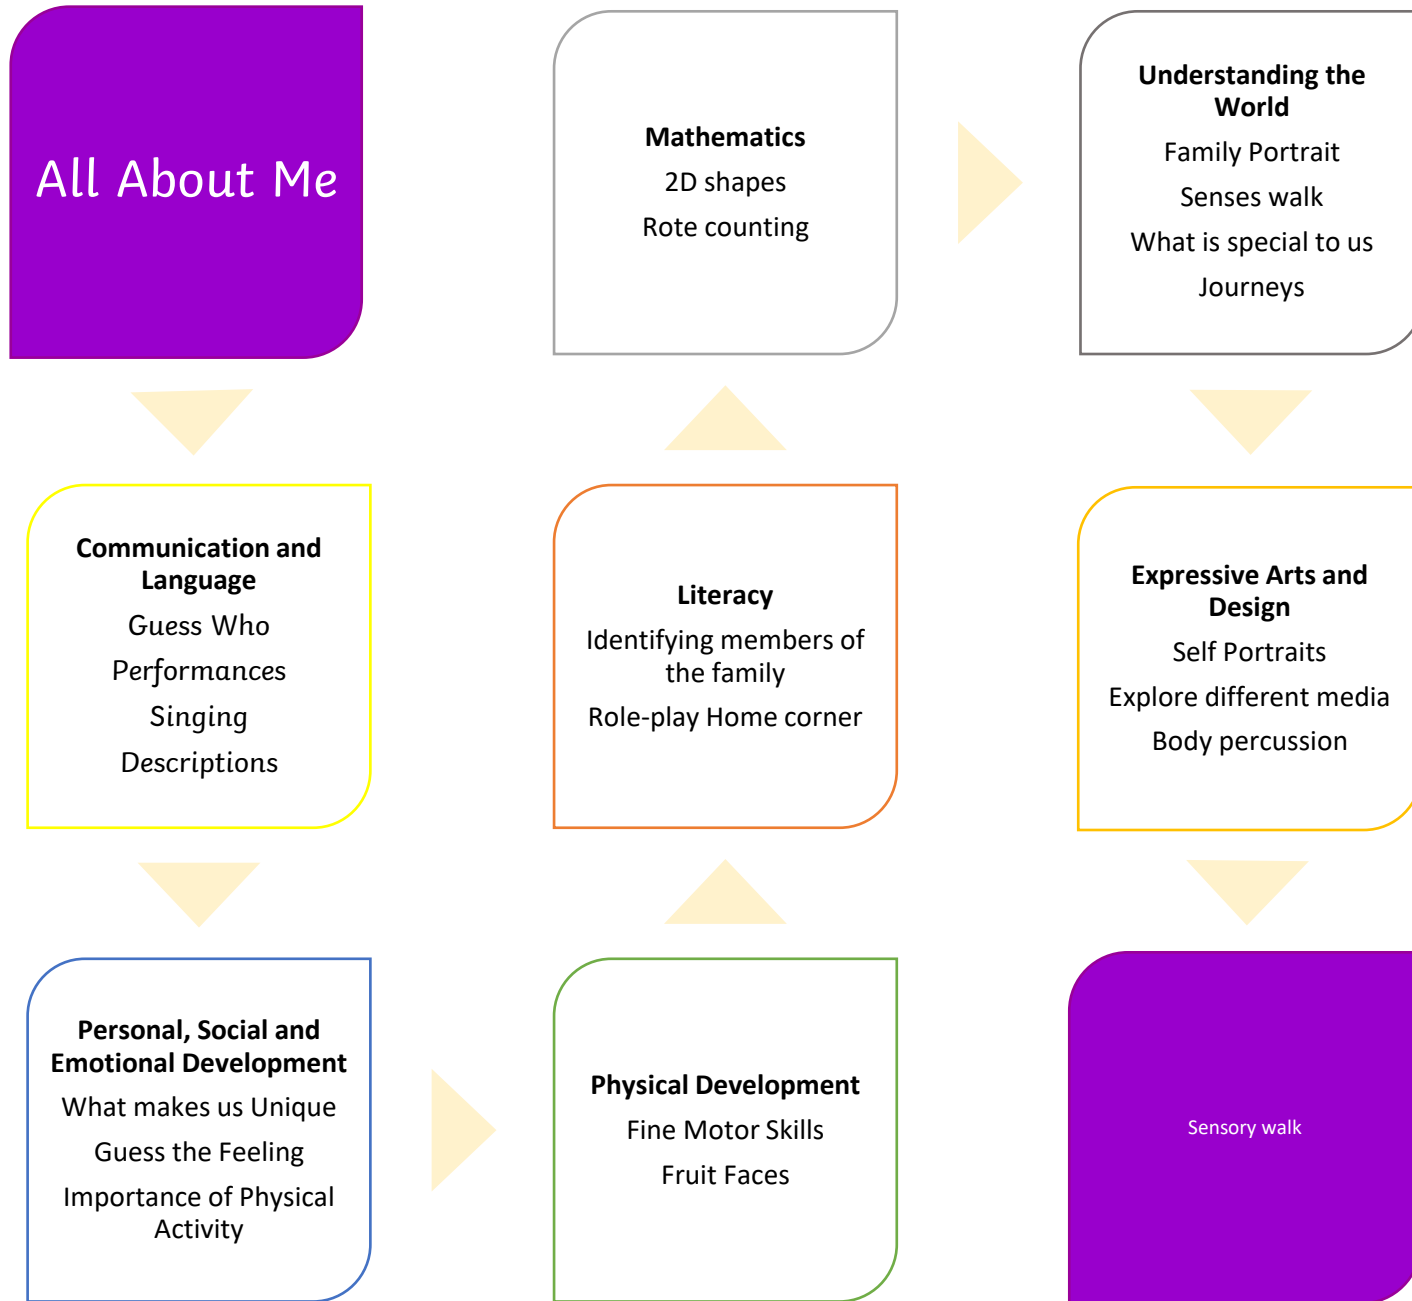 All About Me
Communication and
Language
Guess Who
Performances
Singing
Descriptions
Personal, Social and
Emotional Development
What makes us Unique
Guess the Feeling
Importance of Physical
Activity
Physical Development
Fine Motor Skills
Fruit Faces
Literacy
Identifying members of
the family
Role-play Home corner
Mathematics
2D shapes
Rote counting
Understanding the
World
Family Portrait
Senses walk
What is special to us
Journeys
Expressive Arts and
Design
Self Portraits
Explore different media
Body percussion
Sensory walk